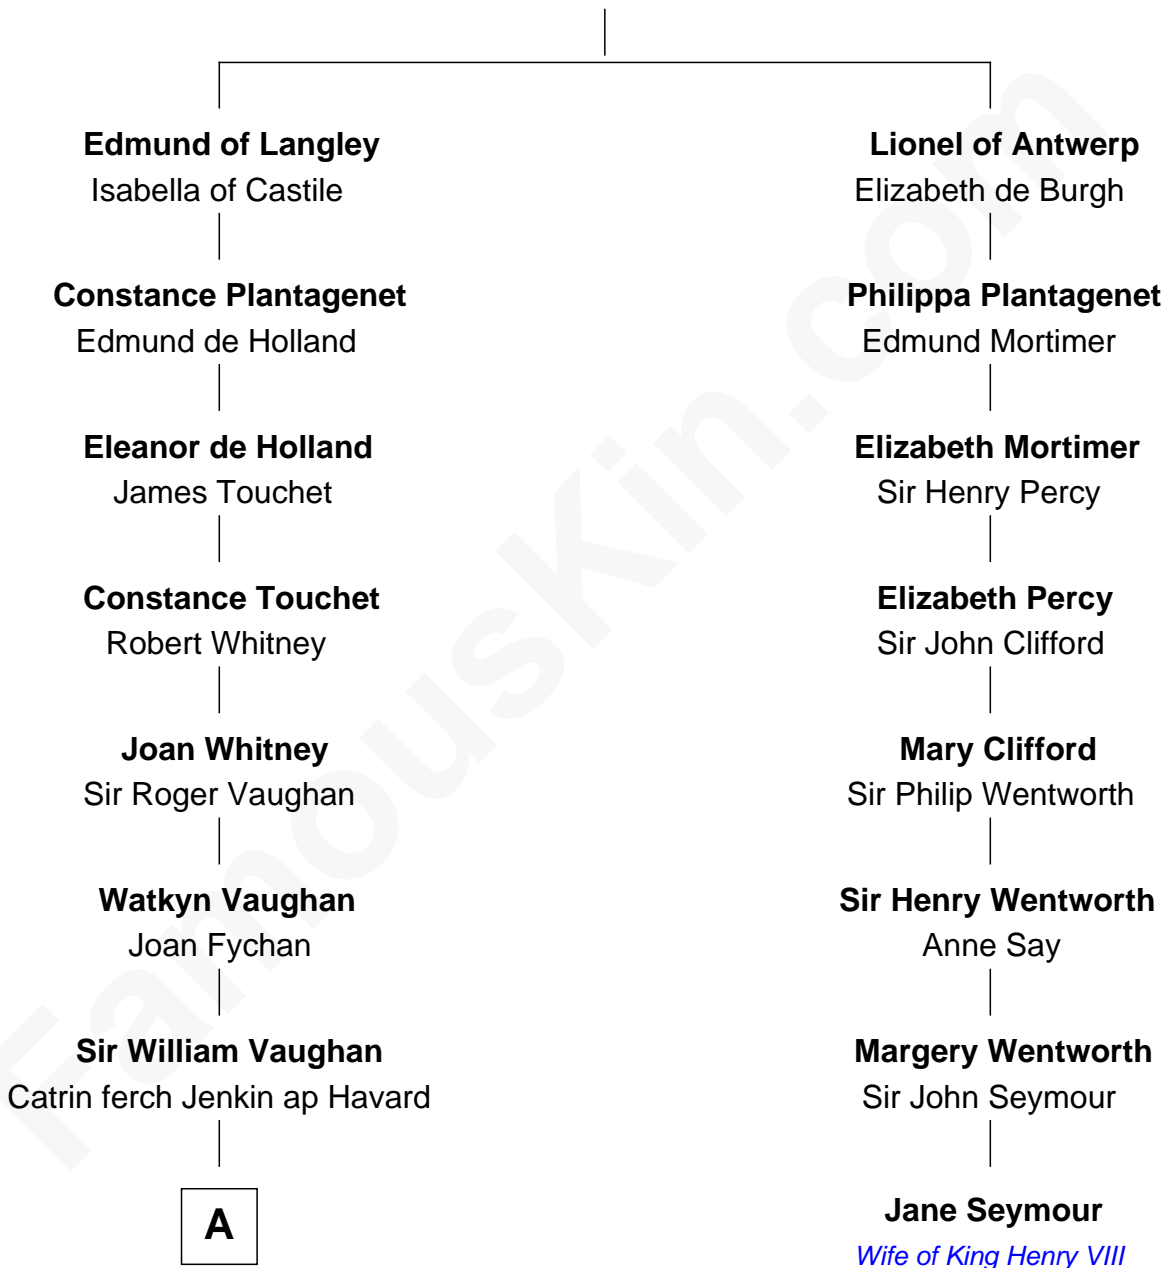 Edmund of Langley
Isabella of Castile
Constance Plantagenet
Edmund de Holland
Eleanor de Holland
James Touchet
Constance Touchet
Robert Whitney
Joan Whitney
Sir Roger Vaughan
Watkyn Vaughan
Joan Fychan
Sir William Vaughan
Catrin ferch Jenkin ap Havard
A
Lionel of Antwerp
Elizabeth de Burgh
Philippa Plantagenet
Edmund Mortimer
Elizabeth Mortimer
Sir Henry Percy
Elizabeth Percy
Sir John Clifford
Mary Clifford
Sir Philip Wentworth
Sir Henry Wentworth
Anne Say
Margery Wentworth
Sir John Seymour
Jane Seymour
Wife of King Henry VIII
FamousKin.com